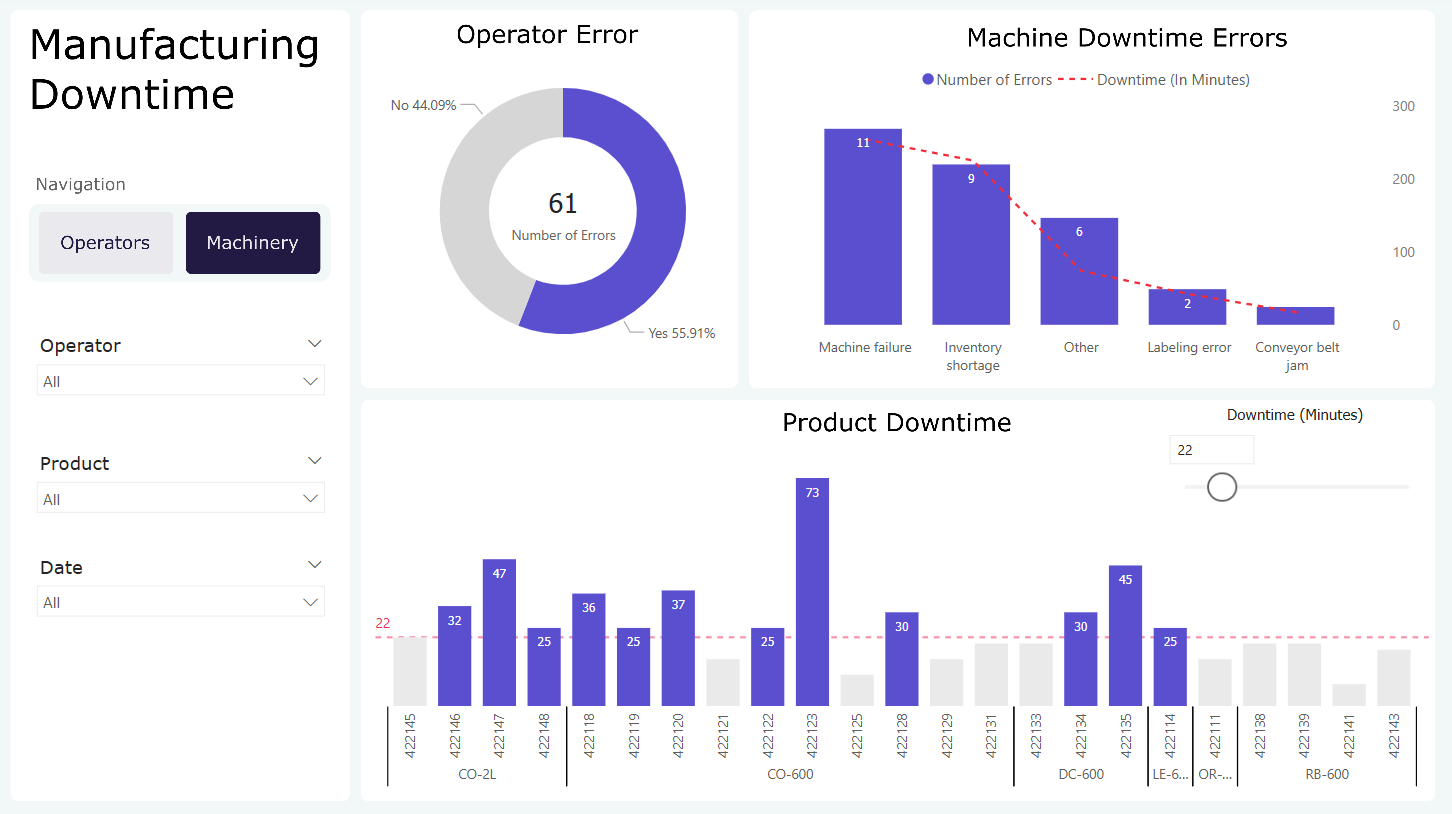 Manufacturing
Downtime
Navigation
Operators
Machinery
Operator
All
Product
All
Date
All
Operator Error
No 44.09%
61
Number of Errors
Yes 55.91%
Machine Downtime Errors
Number of Errors
Downtime (In Minutes)
300
200
100
0
11
9
6
2
Machine failure
Inventory
shortage
Other
Labeling error
Conveyor belt
jam
Product Downtime
Downtime (Minutes)
22
22
32
47
25
36
25
37
25
73
30
30
45
25
422145
422146
422147
422148
422118
422119
422120
422121
422122
422123
422125
422128
422129
422131
422133
422134
422135
422114
422111
422138
422139
422141
422143
CO-2L
CO-600
DC-600
LE-6...
OR-...
RB-600